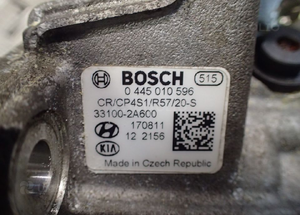 BOSCH 515
0 445 010 596
CR/CP4S1/R57/20-S
33100-2A600
170811
12 2156
KIA
Made in Czech Republic